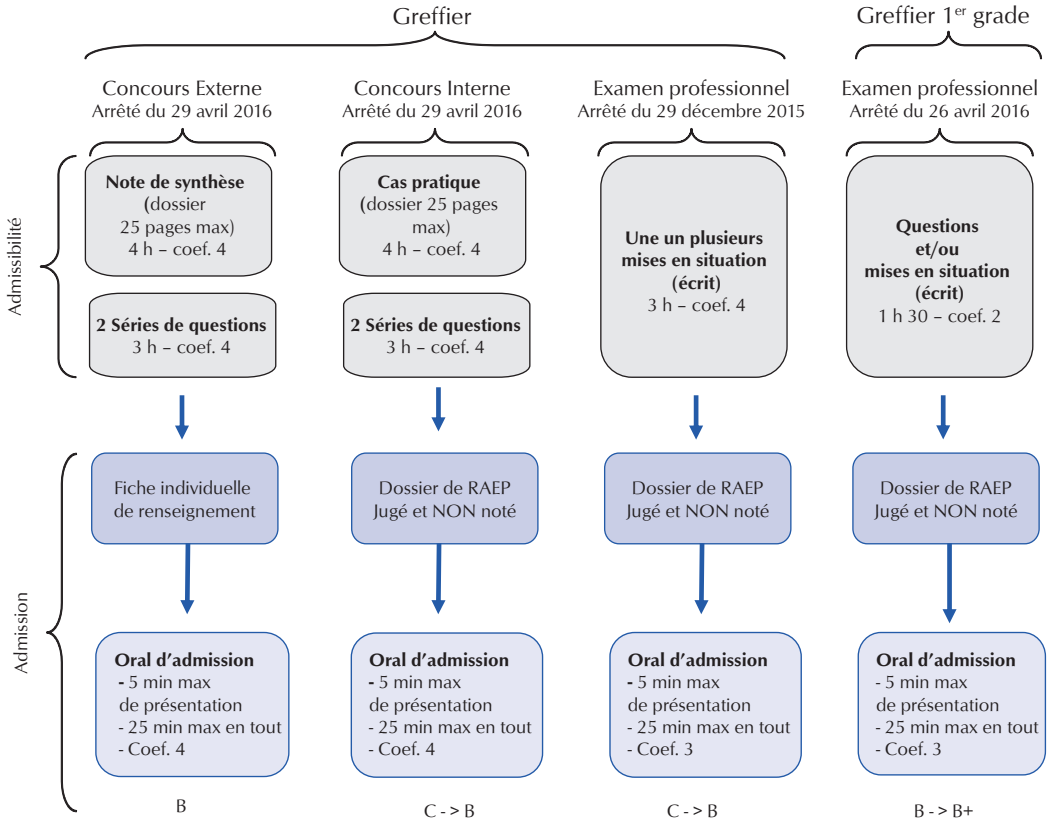 Greffier
Greffier 1er grade
Concours Externe
Arrêté du 29 avril 2016
Concours Interne
Arrêté du 29 avril 2016
Examen professionnel
Arrêté du 29 décembre 2015
Examen professionnel
Arrêté du 26 avril 2016
Admissibilité
Note de synthèse
(dossier
25 pages max)
4 h – coef. 4
Cas pratique
(dossier 25 pages
max)
4 h – coef. 4
Une un plusieurs
mises en situation
(écrit)
3 h – coef. 4
Questions
et/ou
mises en situation
(écrit)
1 h 30 – coef. 2
2 Séries de questions
3 h – coef. 4
2 Séries de questions
3 h – coef. 4
Admission
Fiche individuelle
de renseignement
Dossier de RAEP
Jugé et NON noté
Dossier de RAEP
Jugé et NON noté
Dossier de RAEP
Jugé et NON noté
Oral d’admission
- 5 min max
de présentation
- 25 min max en tout
- Coef. 4
Oral d’admission
- 5 min max
de présentation
- 25 min max en tout
- Coef. 4
Oral d’admission
- 5 min max
de présentation
- 25 min max en tout
- Coef. 3
Oral d’admission
- 5 min max
de présentation
- 25 min max en tout
- Coef. 3
B
C - > B
C - > B
B - > B+